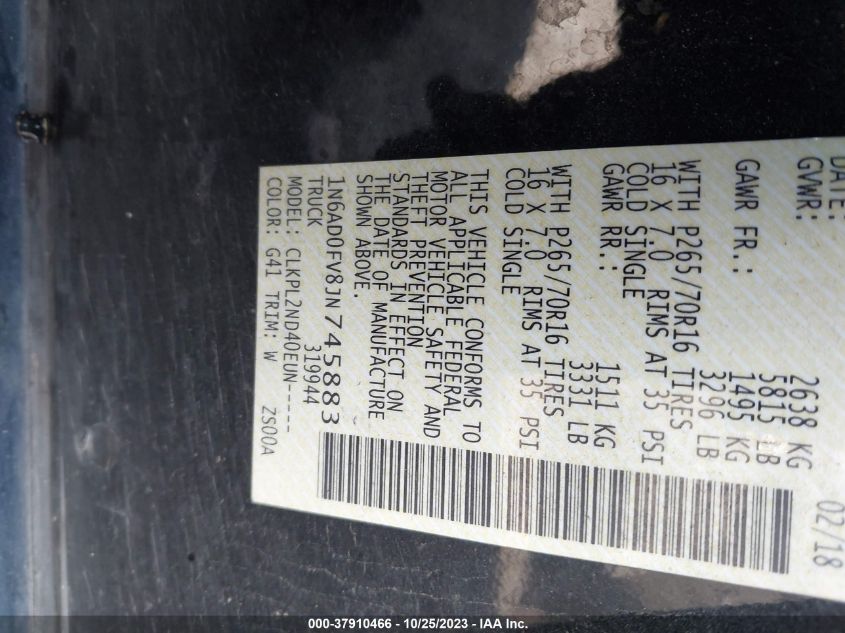 DATE: 02/18
GVWR: 2638 KG
5815 LB
GAWR FR.: 1495 KG
3296 LB
WITH P265/70R16 TIRES
16 X 7.0 RIMS AT 35 PSI
COLD SINGLE
GAWR RR.: 1511 KG
3331 LB
WITH P265/70R16 TIRES
16 X 7.0 RIMS AT 35 PSI
COLD SINGLE
THIS VEHICLE CONFORMS TO
ALL APPLICABLE FEDERAL
MOTOR VEHICLE SAFETY AND
THEFT PREVENTION
STANDARDS IN EFFECT ON
THE DATE OF MANUFACTURE
SHOWN ABOVE.
1N6AD0FV8JN745883
TRUCK 319944
MODEL: CLKPL2ND40EUN-----
COLOR: G41 TRIM: W ZS00A
000-37910466 - 10/25/2023 - IAA Inc.